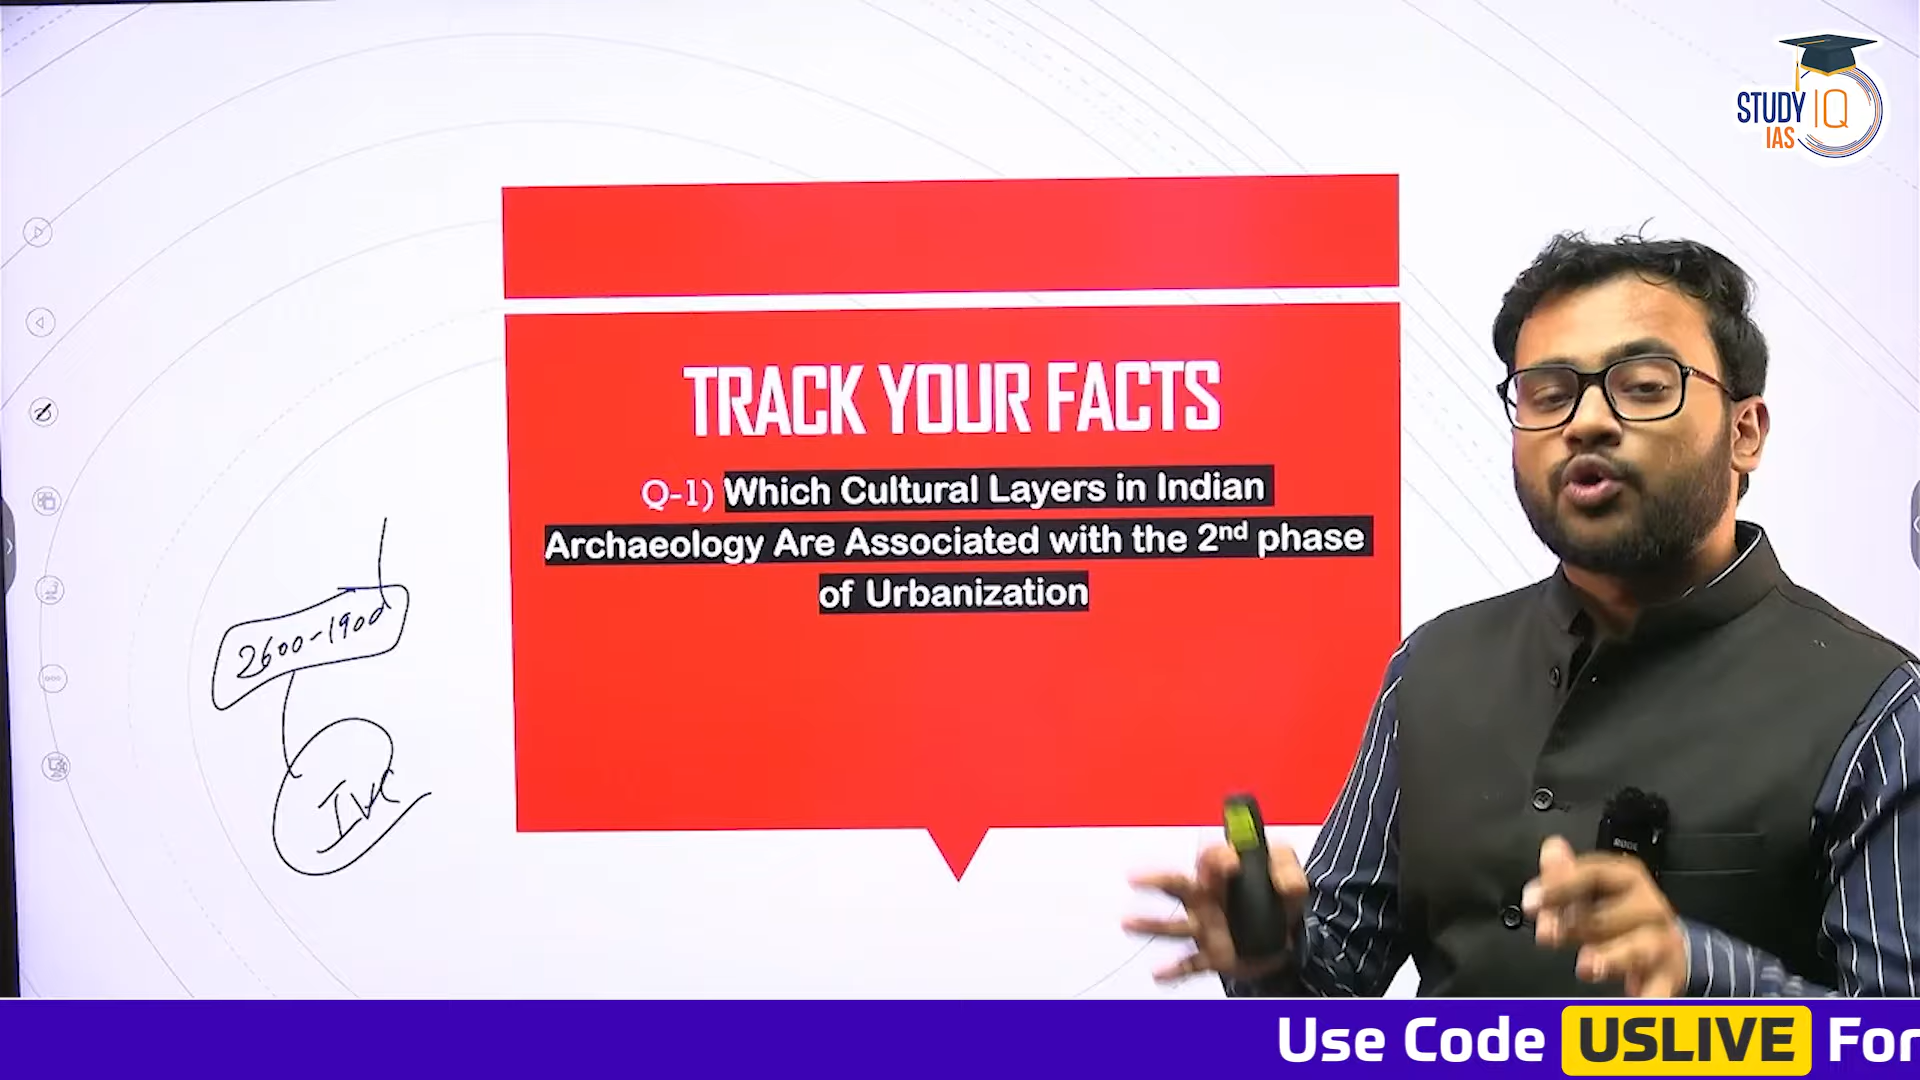 STUDY IQ
IAS
TRACK YOUR FACTS
Q-1) Which Cultural Layers in Indian
Archaeology Are Associated with the 2nd phase
of Urbanization
2600-1900
IVC
RODE
Use Code USLIVE For